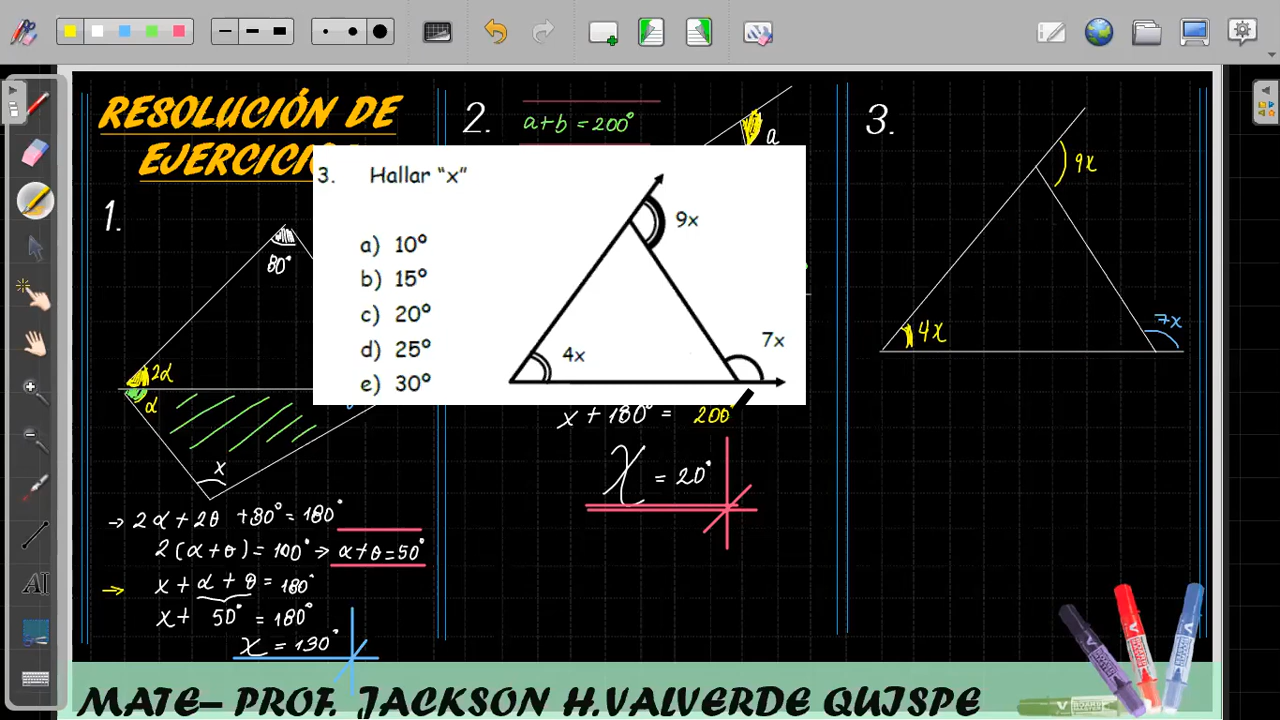 RESOLUCIÓN DE
EJERCICI
1.
80°
2α
α
x
→ 2α + 2θ + 80° = 180°
2(α + θ) = 100° → α + θ = 50°
→ x + α + θ = 180°
x + 50° = 180°
x = 130°
2.
a + b = 200°
a
x + 180° = 200°
x = 20°
3. Hallar “x”
a) 10°
b) 15°
c) 20°
d) 25°
e) 30°
9x
4x
7x
3.
9x
4x
7x
MATE– PROF. JACKSON H.VALVERDE QUISPE